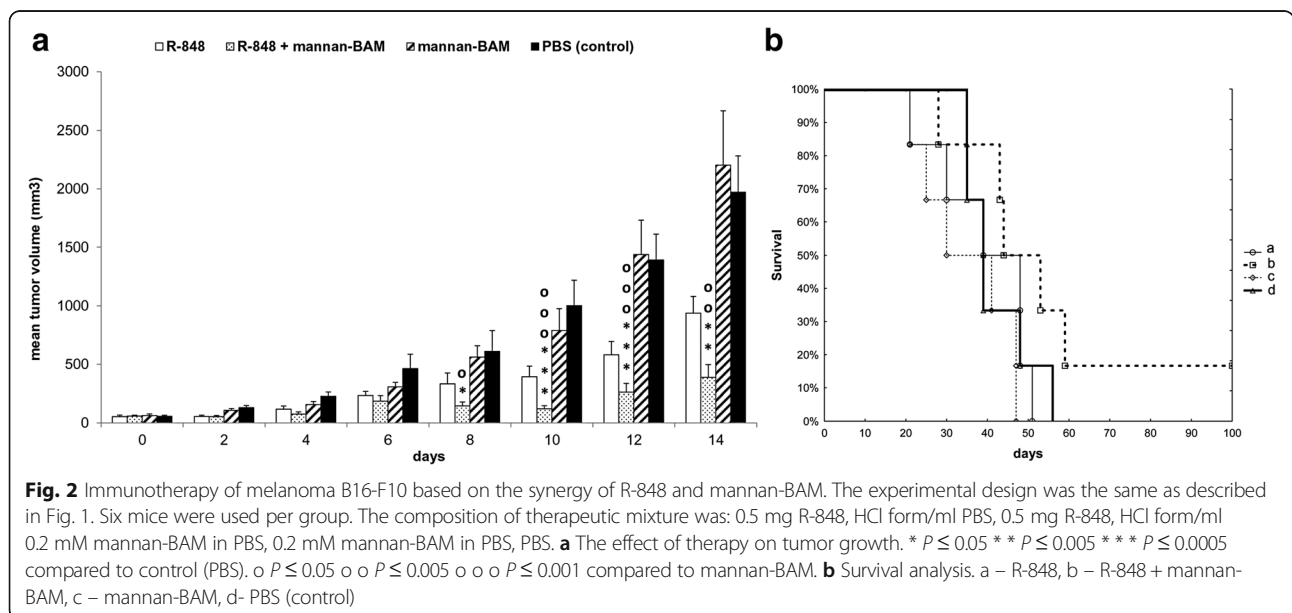 a
R-848
R-848 + mannan-BAM
mannan-BAM
PBS (control)
3000
2500
2000
1500
1000
500
0
mean tumor volume (mm3)
o
*
o
o
o
*
*
*
o
o
o
*
*
*
o
o
*
*
0 2 4 6 8 10 12 14
days
b
100%
90%
80%
70%
60%
50%
40%
30%
20%
10%
0%
Survival
0 20 40 60 80 100
days
a
b
c
d
Fig. 2 Immunotherapy of melanoma B16-F10 based on the synergy of R-848 and mannan-BAM. The experimental design was the same as described
in Fig. 1. Six mice were used per group. The composition of therapeutic mixture was: 0.5 mg R-848, HCl form/ml PBS, 0.5 mg R-848, HCl form/ml
0.2 mM mannan-BAM in PBS, 0.2 mM mannan-BAM in PBS, PBS. a The effect of therapy on tumor growth. * P ≤ 0.05 * * P ≤ 0.005 * * * P ≤ 0.0005
compared to control (PBS). o P ≤ 0.05 o o P ≤ 0.005 o o o P ≤ 0.001 compared to mannan-BAM. b Survival analysis. a – R-848, b – R-848 + mannan-
BAM, c – mannan-BAM, d- PBS (control)